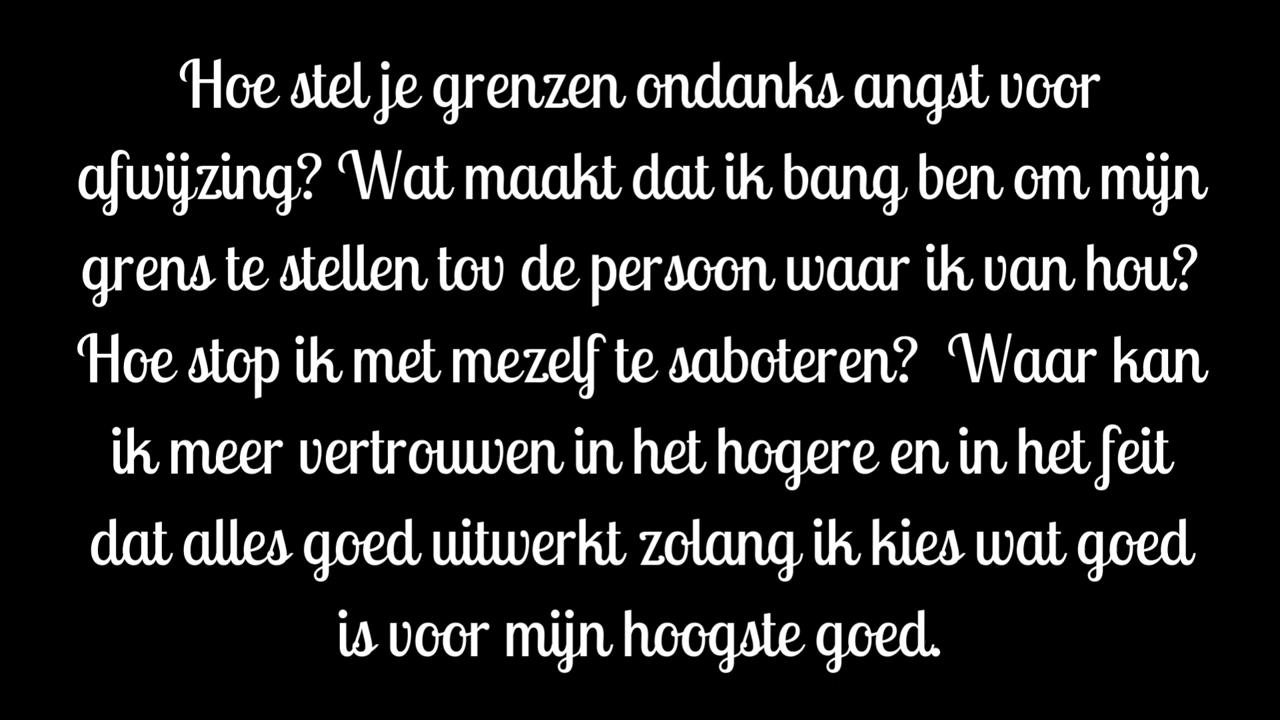 Hoe stel je grenzen ondanks angst voor
afwijzing? Wat maakt dat ik bang ben om mijn
grens te stellen tov de persoon waar ik van hou?
Hoe stop ik met mezelf te saboteren?  Waar kan
ik meer vertrouwen in het hogere en in het feit
dat alles goed uitwerkt zolang ik kies wat goed
is voor mijn hoogste goed.